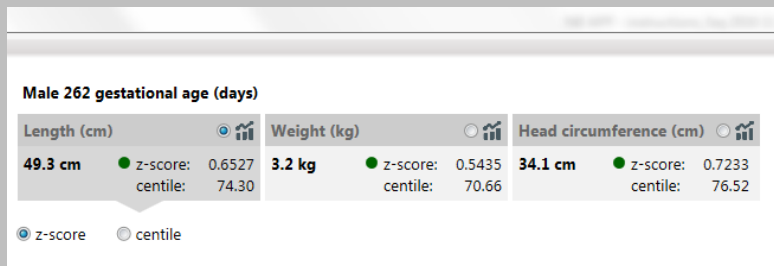 Male 262 gestational age (days)
Length (cm) Weight (kg) Head circumference (cm)
49.3 cm z-score: 0.6527 3.2 kg z-score: 0.5435 34.1 cm z-score: 0.7233
centile: 74.30 centile: 70.66 centile: 76.52
z-score centile